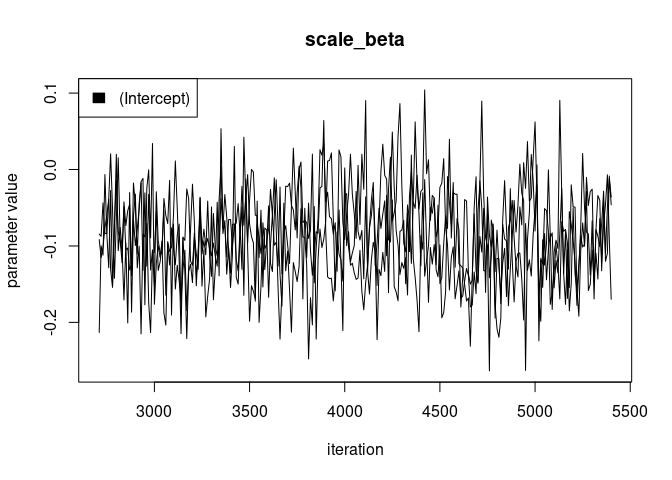 scale_beta
(Intercept)
parameter value
0.1
0.0
-0.1
-0.2
3000 3500 4000 4500 5000 5500
iteration